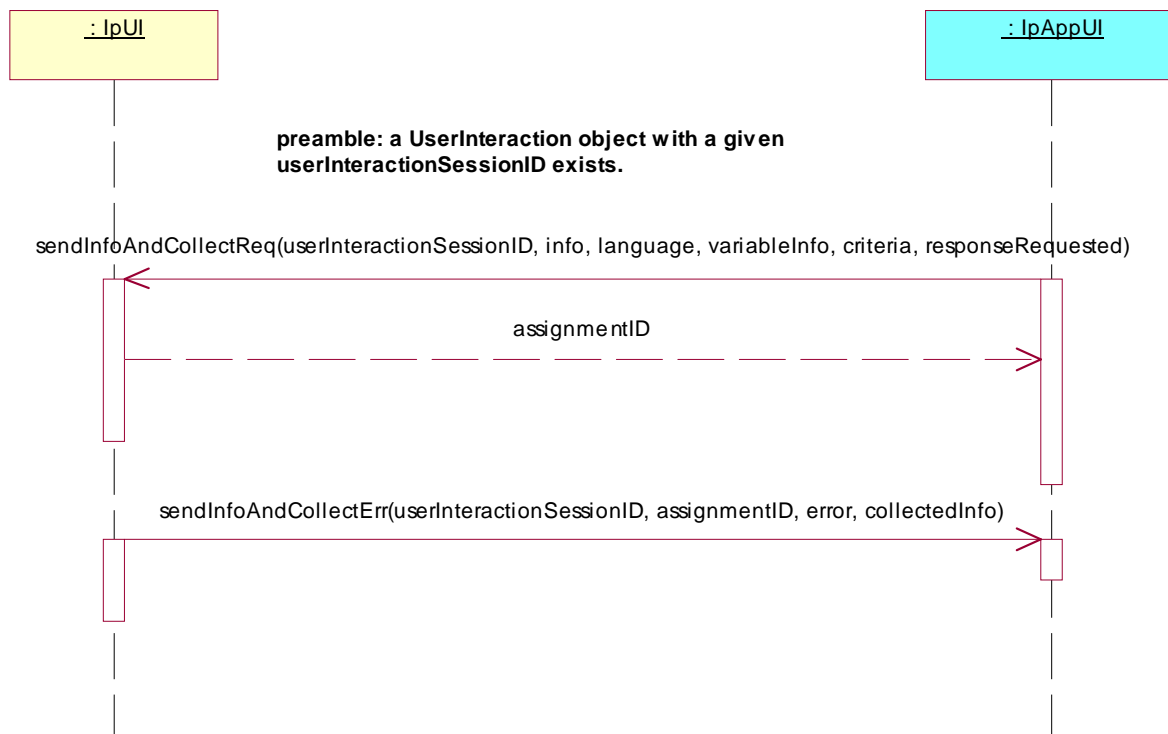 : IpUI
: IpAppUI
preamble: a UserInteraction object with a given
userInteractionSessionID exists.
sendInfoAndCollectReq(userInteractionSessionID, info, language, variableInfo, criteria, responseRequested)
assignmentID
sendInfoAndCollectErr(userInteractionSessionID, assignmentID, error, collectedInfo)